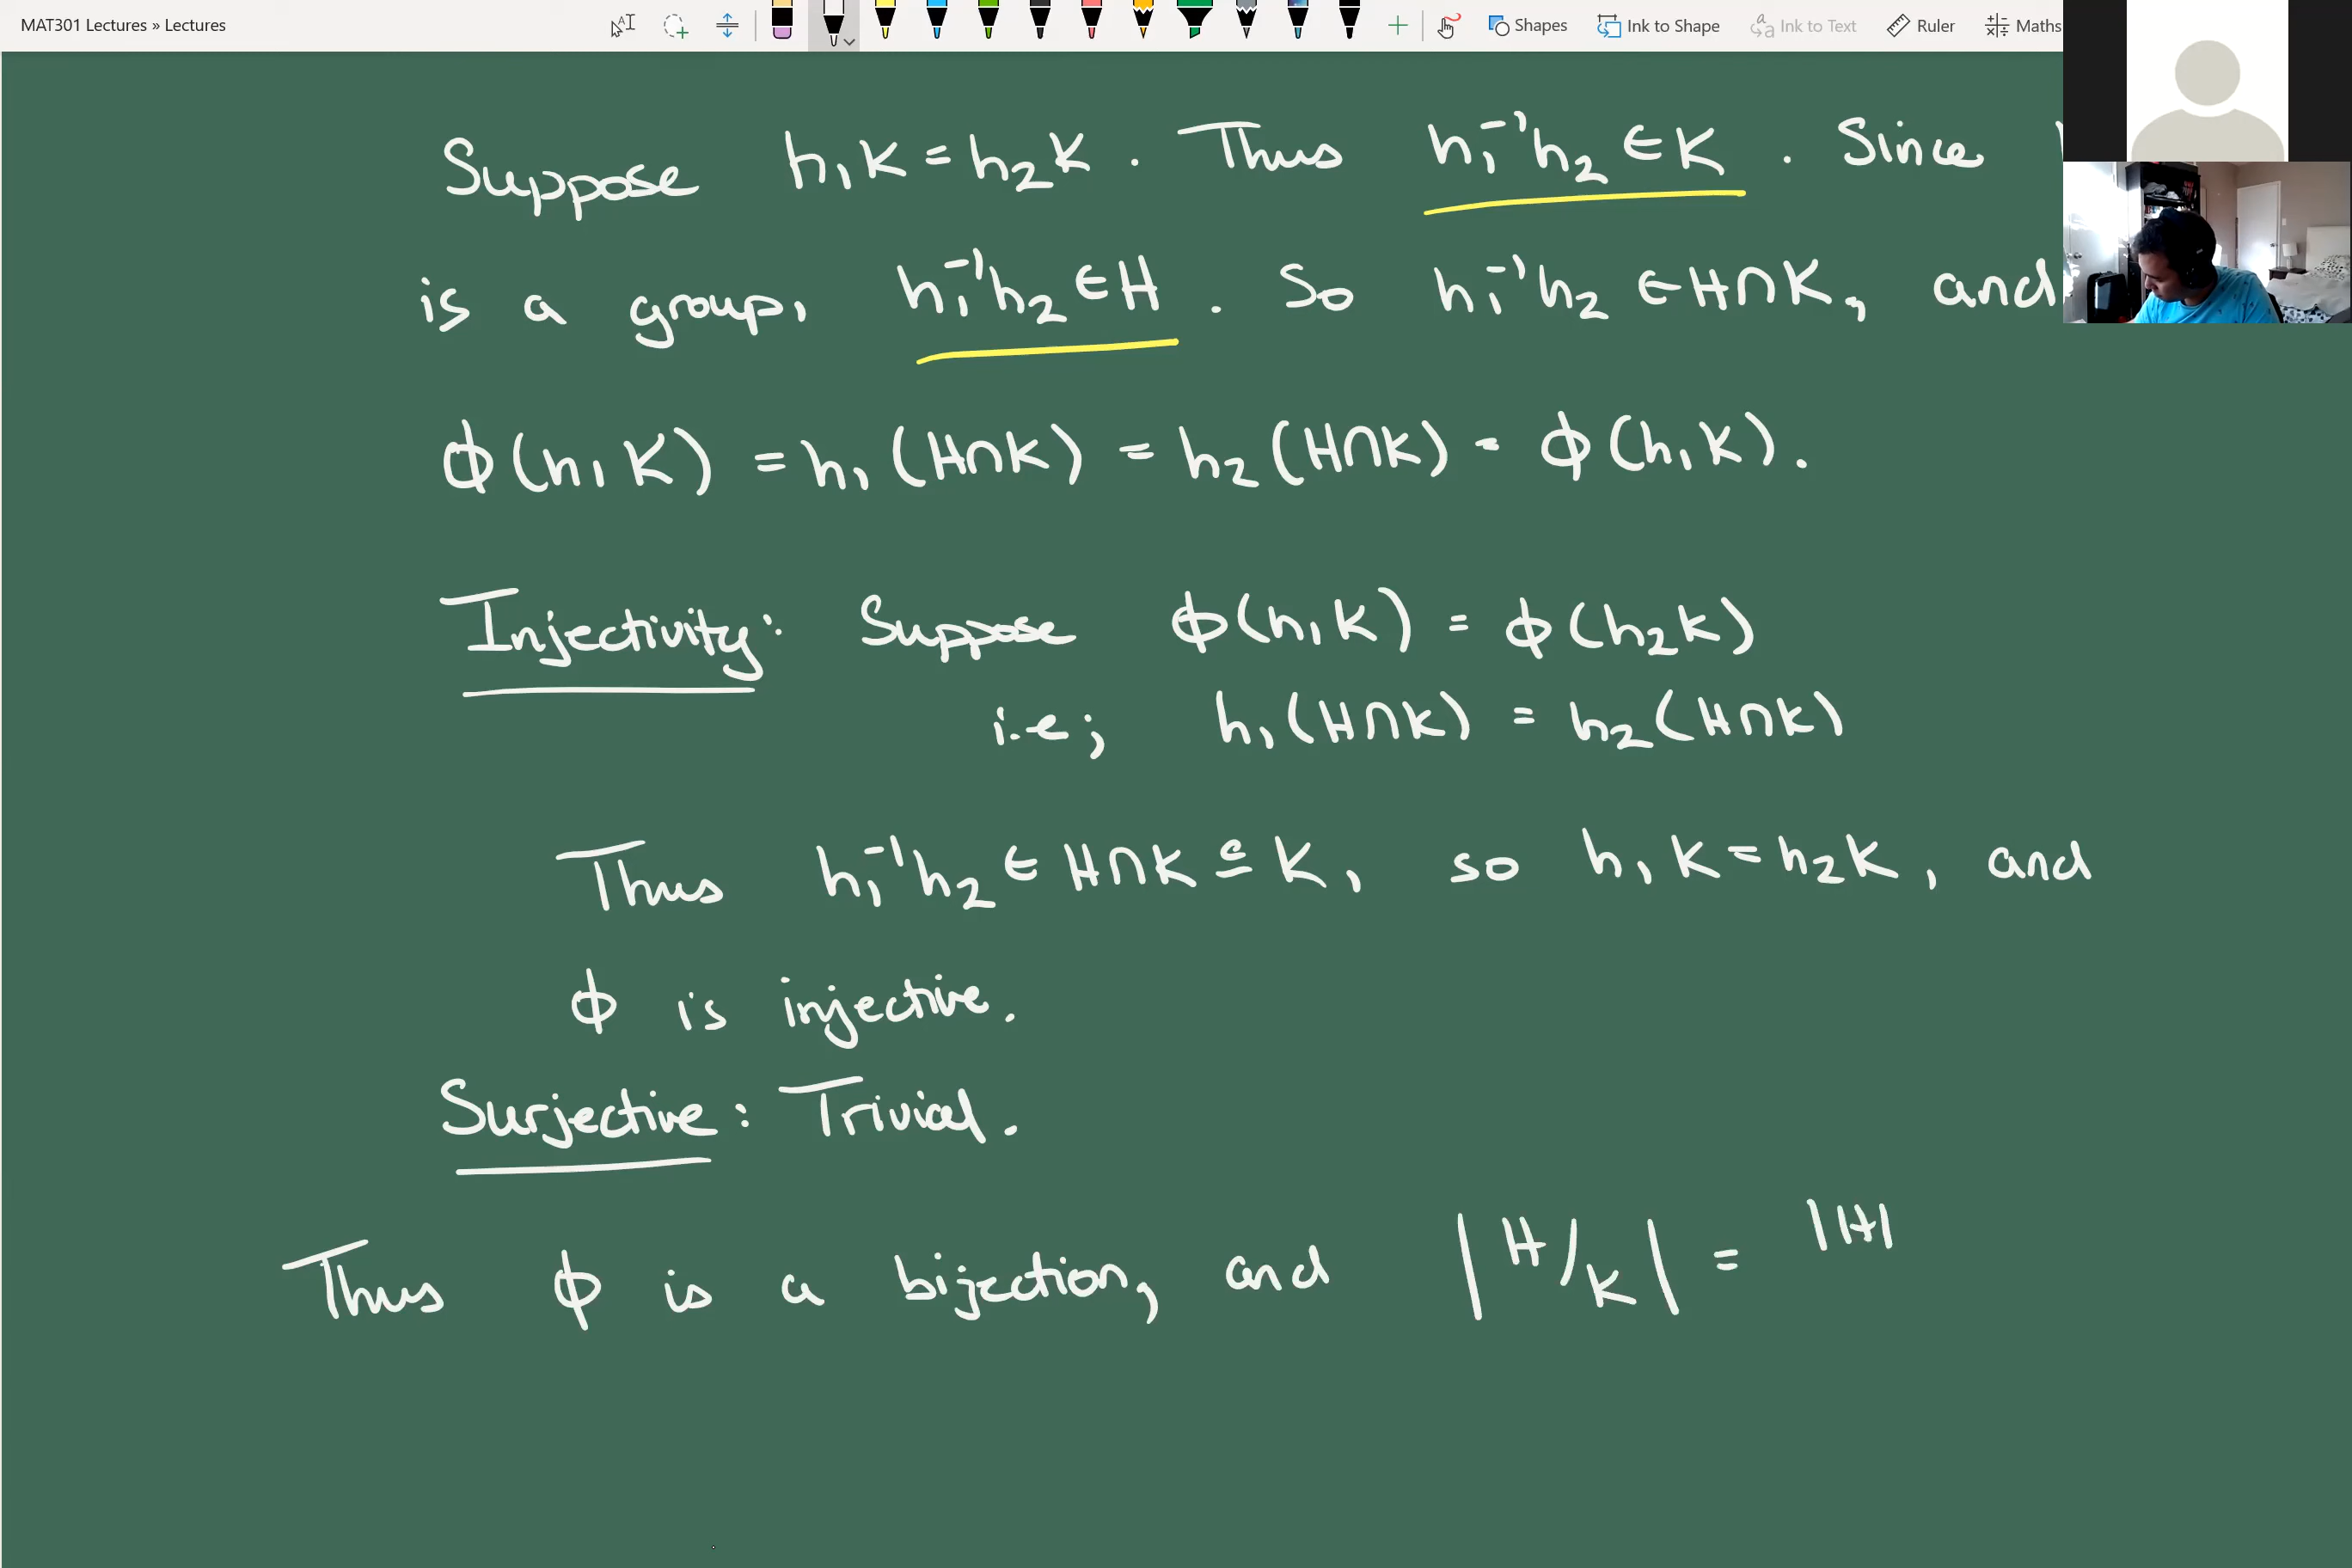 MAT301 Lectures » Lectures Shapes Ink to Shape Ink to Text Ruler Maths
Suppose h₁K = h₂K. Thus h₁⁻¹h₂ ∈ K. Since
is a group, h₁⁻¹h₂ ∈ H. So h₁⁻¹h₂ ∈ H∩K, and
ϕ(h₁K) = h₁(H∩K) = h₂(H∩K) = ϕ(h₁K).
Injectivity: Suppose ϕ(h₁K) = ϕ(h₂K)
i.e; h₁(H∩K) = h₂(H∩K)
Thus h₁⁻¹h₂ ∈ H∩K ⊆ K, so h₁K = h₂K, and
ϕ is injective.
Surjective: Trivial.
Thus ϕ is a bijection, and |H/K| = |H|